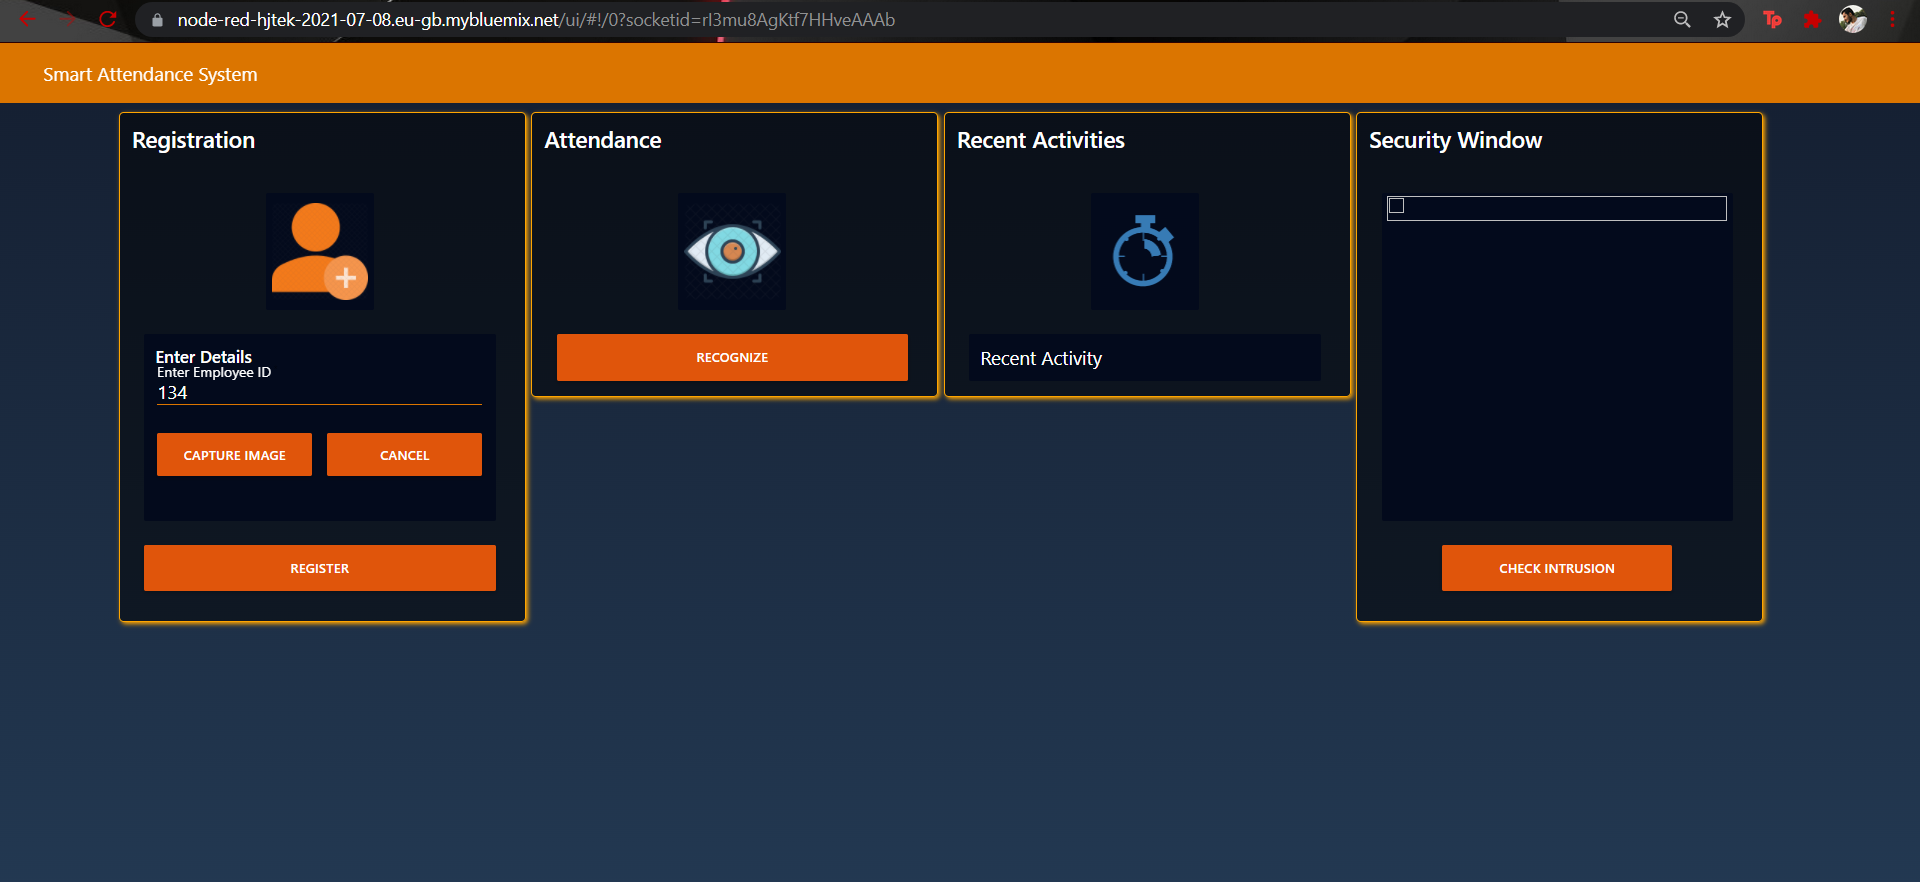 node-red-hjtek-2021-07-08.eu-gb.mybluemix.net/ui/#!/0?socketid=rI3mu8AgKtf7HHveAAAb
Tp
Smart Attendance System
Registration
Enter Details
Enter Employee ID
134
CAPTURE IMAGE
CANCEL
REGISTER
Attendance
RECOGNIZE
Recent Activities
Recent Activity
Security Window
CHECK INTRUSION